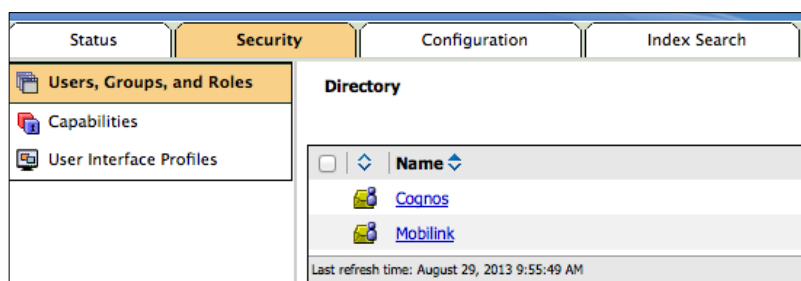 Status Security Configuration Index Search
Users, Groups, and Roles
Capabilities
User Interface Profiles
Directory
Name
Cognos
Mobilink
Last refresh time: August 29, 2013 9:55:49 AM